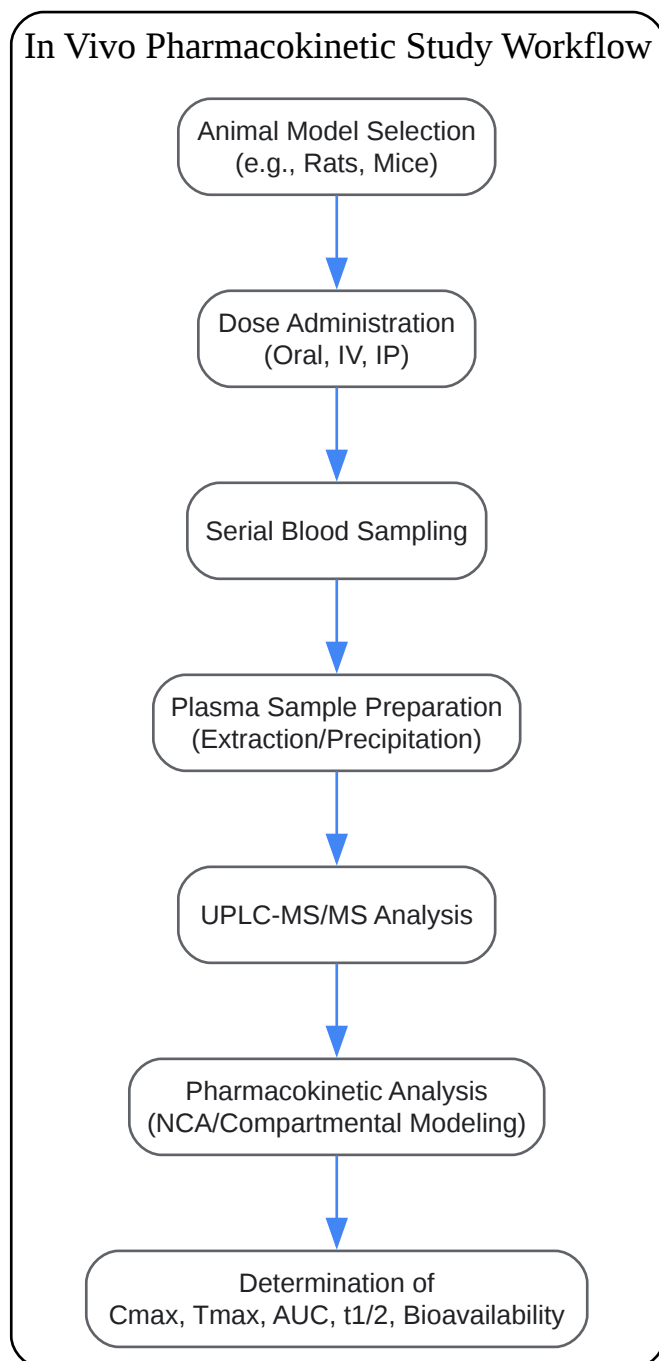 In Vivo Pharmacokinetic Study Workflow
Animal Model Selection
(e.g., Rats, Mice)
Dose Administration
(Oral, IV, IP)
Serial Blood Sampling
Plasma Sample Preparation
(Extraction/Precipitation)
UPLC-MS/MS Analysis
Pharmacokinetic Analysis
(NCA/Compartmental Modeling)
Determination of
Cmax, Tmax, AUC, t1/2, Bioavailability